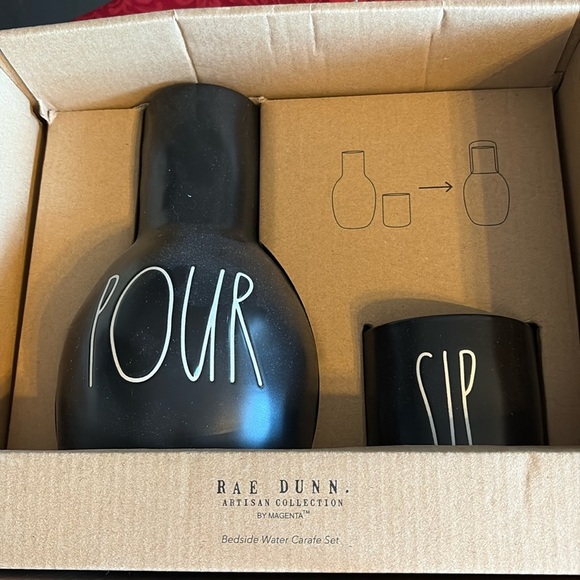 POUR
SIP
RAE DUNN.
ARTISAN COLLECTION
BY MAGENTA™
Bedside Water Carafe Set